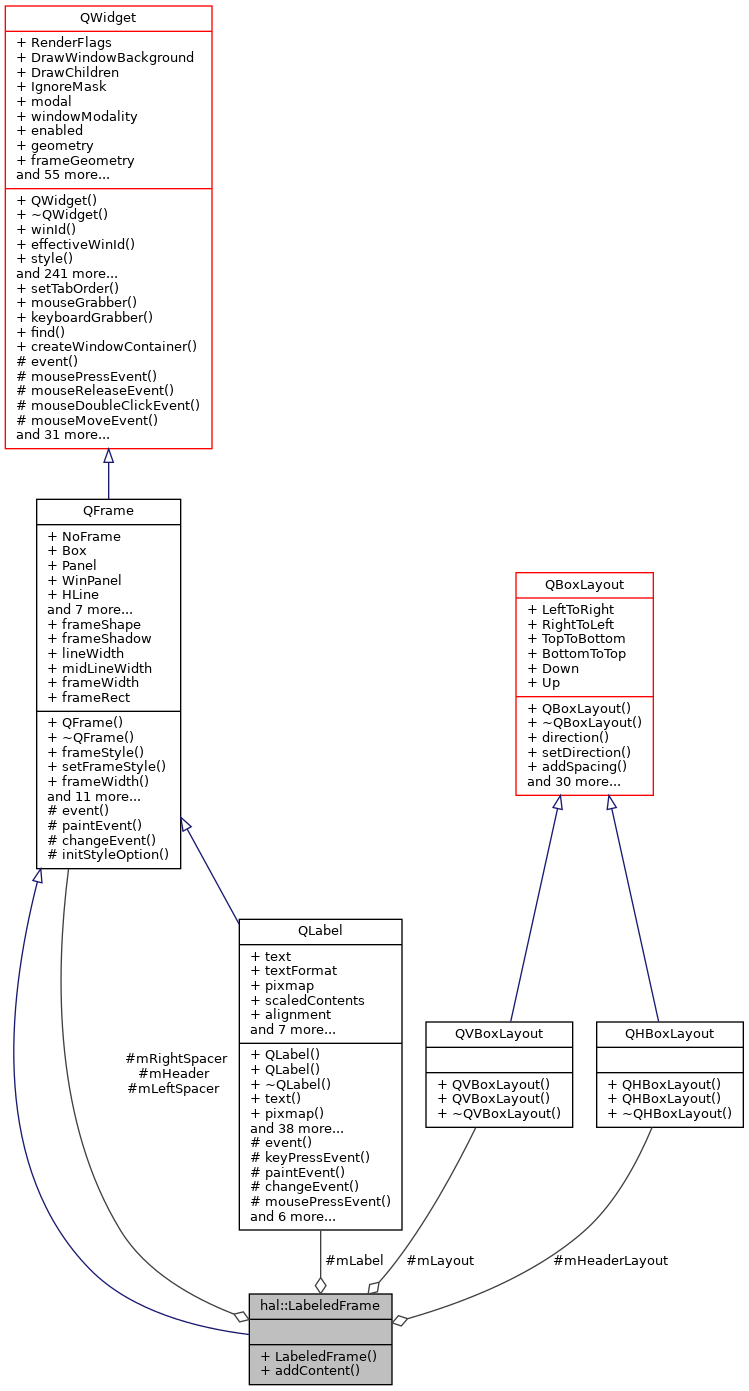 QWidget
+ RenderFlags
+ DrawWindowBackground
+ DrawChildren
+ IgnoreMask
+ modal
+ windowModality
+ enabled
+ geometry
+ frameGeometry
and 55 more...
+ QWidget()
+ ~QWidget()
+ winId()
+ effectiveWinId()
+ style()
and 241 more...
+ setTabOrder()
+ mouseGrabber()
+ keyboardGrabber()
+ find()
+ createWindowContainer()
# event()
# mousePressEvent()
# mouseReleaseEvent()
# mouseDoubleClickEvent()
# mouseMoveEvent()
and 31 more...
QFrame
+ NoFrame
+ Box
+ Panel
+ WinPanel
+ HLine
and 7 more...
+ frameShape
+ frameShadow
+ lineWidth
+ midLineWidth
+ frameWidth
+ frameRect
+ QFrame()
+ ~QFrame()
+ frameStyle()
+ setFrameStyle()
+ frameWidth()
and 11 more...
# event()
# paintEvent()
# changeEvent()
# initStyleOption()
QBoxLayout
+ LeftToRight
+ RightToLeft
+ TopToBottom
+ BottomToTop
+ Down
+ Up
+ QBoxLayout()
+ ~QBoxLayout()
+ direction()
+ setDirection()
+ addSpacing()
and 30 more...
QLabel
+ text
+ textFormat
+ pixmap
+ scaledContents
+ alignment
and 7 more...
+ QLabel()
+ QLabel()
+ ~QLabel()
+ text()
+ pixmap()
and 38 more...
# event()
# keyPressEvent()
# paintEvent()
# changeEvent()
# mousePressEvent()
and 6 more...
QVBoxLayout
+ QVBoxLayout()
+ QVBoxLayout()
+ ~QVBoxLayout()
QHBoxLayout
+ QHBoxLayout()
+ QHBoxLayout()
+ ~QHBoxLayout()
#mRightSpacer
#mHeader
#mLeftSpacer
#mLabel
#mLayout
#mHeaderLayout
hal::LabeledFrame
+ LabeledFrame()
+ addContent()